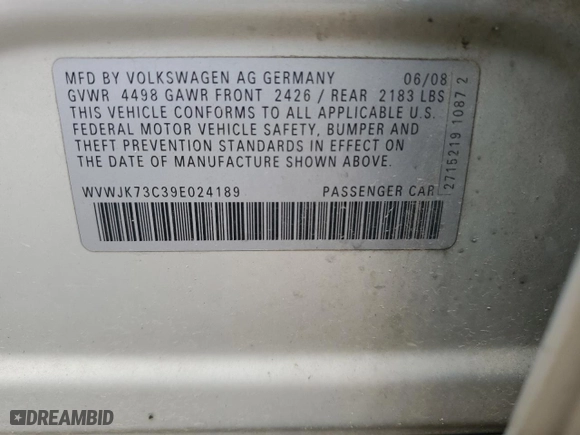 MFD BY VOLKSWAGEN AG GERMANY 06/08
GVWR 4498 GAWR FRONT 2426 / REAR 2183 LBS
THIS VEHICLE CONFORMS TO ALL APPLICABLE U.S.
FEDERAL MOTOR VEHICLE SAFETY, BUMPER AND
THEFT PREVENTION STANDARDS IN EFFECT ON
THE DATE OF MANUFACTURE SHOWN ABOVE.
WVWJK73C39E024189 PASSENGER CAR
2715219 1087 2
DREAMBID